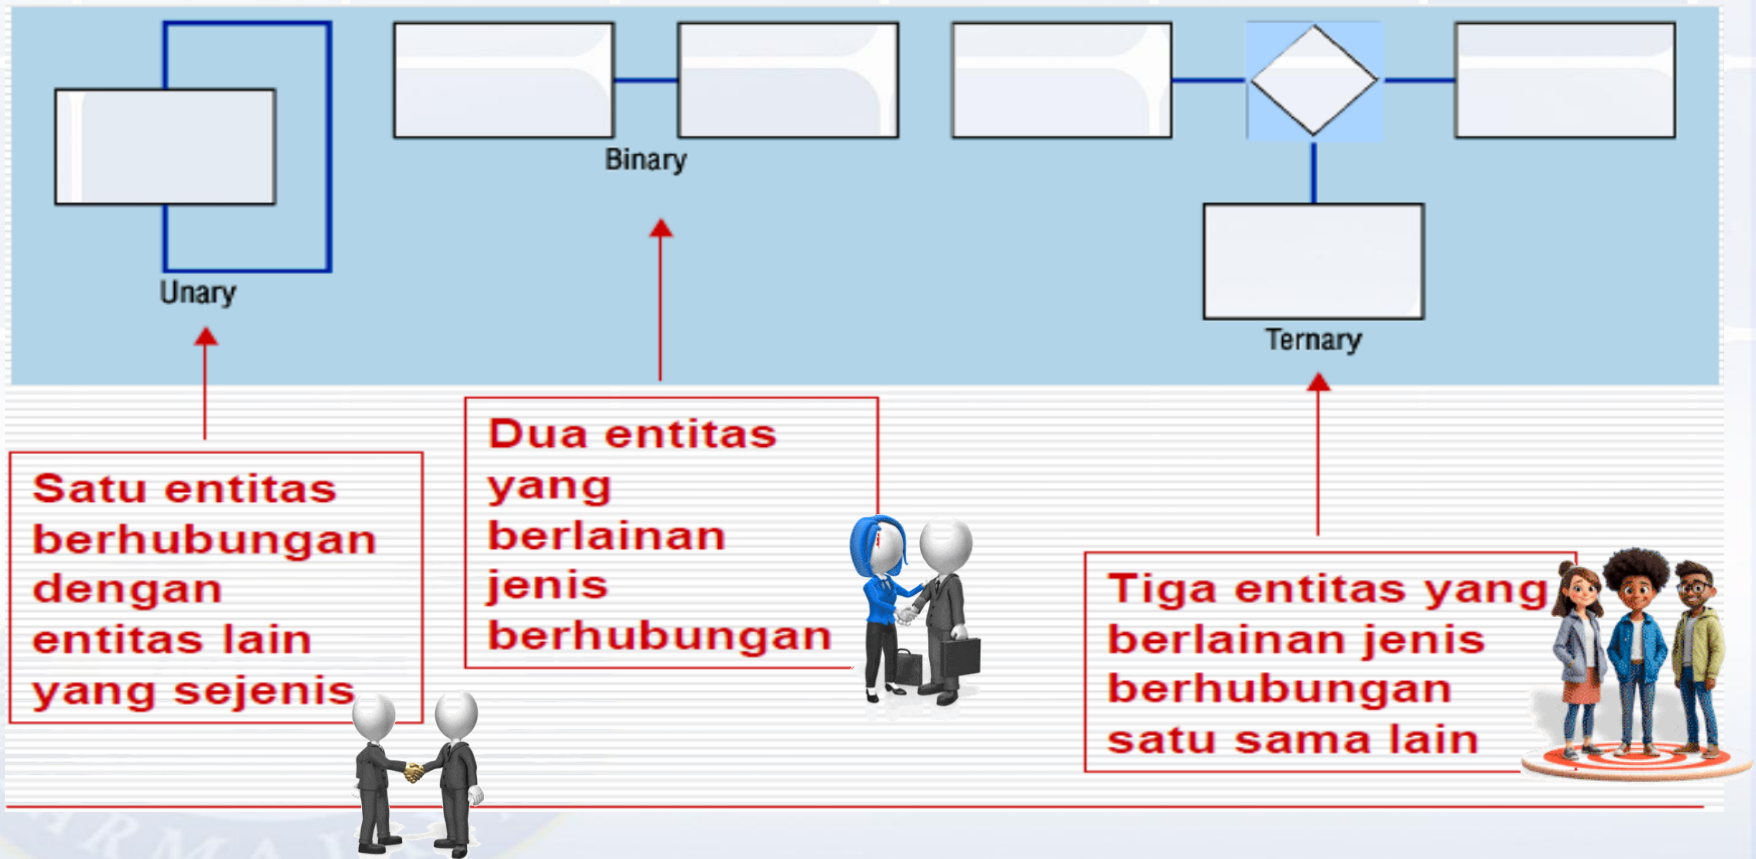 Unary
Binary
Ternary
Satu entitas
berhubungan
dengan
entitas lain
yang sejenis
Dua entitas
yang
berlainan
jenis
berhubungan
Tiga entitas yang
berlainan jenis
berhubungan
satu sama lain